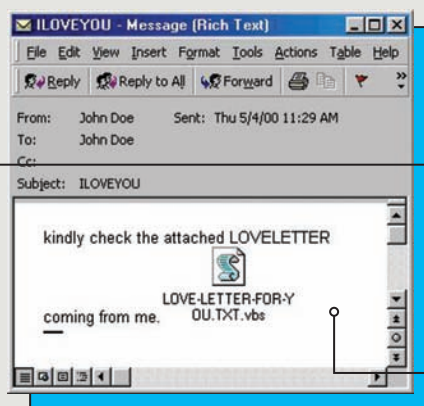 ILOVEYOU - Message (Rich Text)
File Edit View Insert Format Tools Actions Table Help
Reply Reply to All Forward
From: John Doe Sent: Thu 5/4/00 11:29 AM
To: John Doe
Cc:
Subject: ILOVEYOU
kindly check the attached LOVELETTER
LOVE-LETTER-FOR-Y
coming from me. OU.TXT.vbs